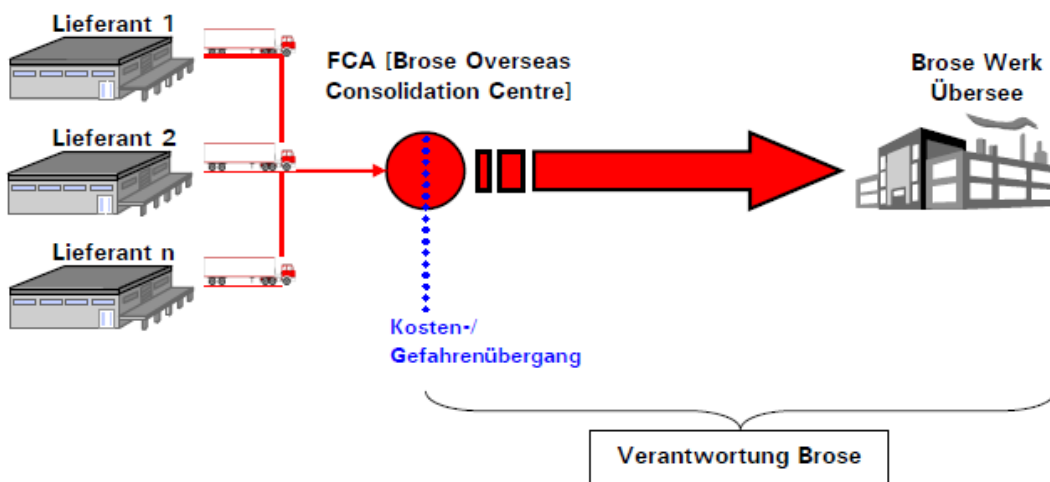 Lieferant 1
FCA [Brose Overseas
Consolidation Centre]
Brose Werk
Übersee
Lieferant 2
Lieferant n
Kosten-/
Gefahrenübergang
Verantwortung Brose